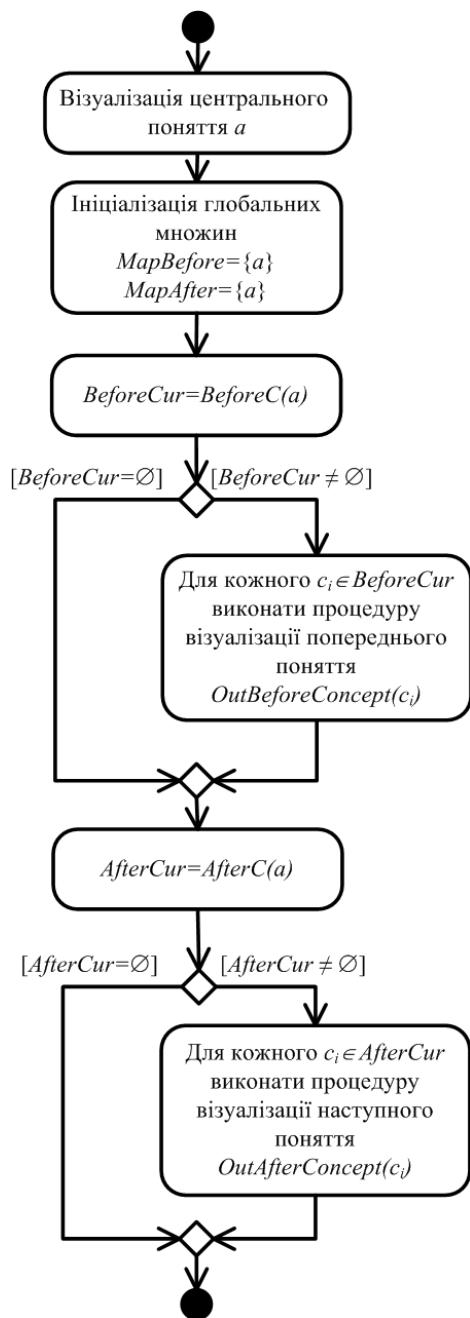 Візуалізація центрального
поняття a
Ініціалізація глобальних
множин
MapBefore={a}
MapAfter={a}
BeforeCur=BeforeC(a)
[BeforeCur=∅] [BeforeCur ≠ ∅]
Для кожного cᵢ∈BeforeCur
виконати процедуру
візуалізації попереднього
поняття
OutBeforeConcept(cᵢ)
AfterCur=AfterC(a)
[AfterCur=∅] [AfterCur ≠ ∅]
Для кожного cᵢ∈AfterCur
виконати процедуру
візуалізації наступного
поняття
OutAfterConcept(cᵢ)